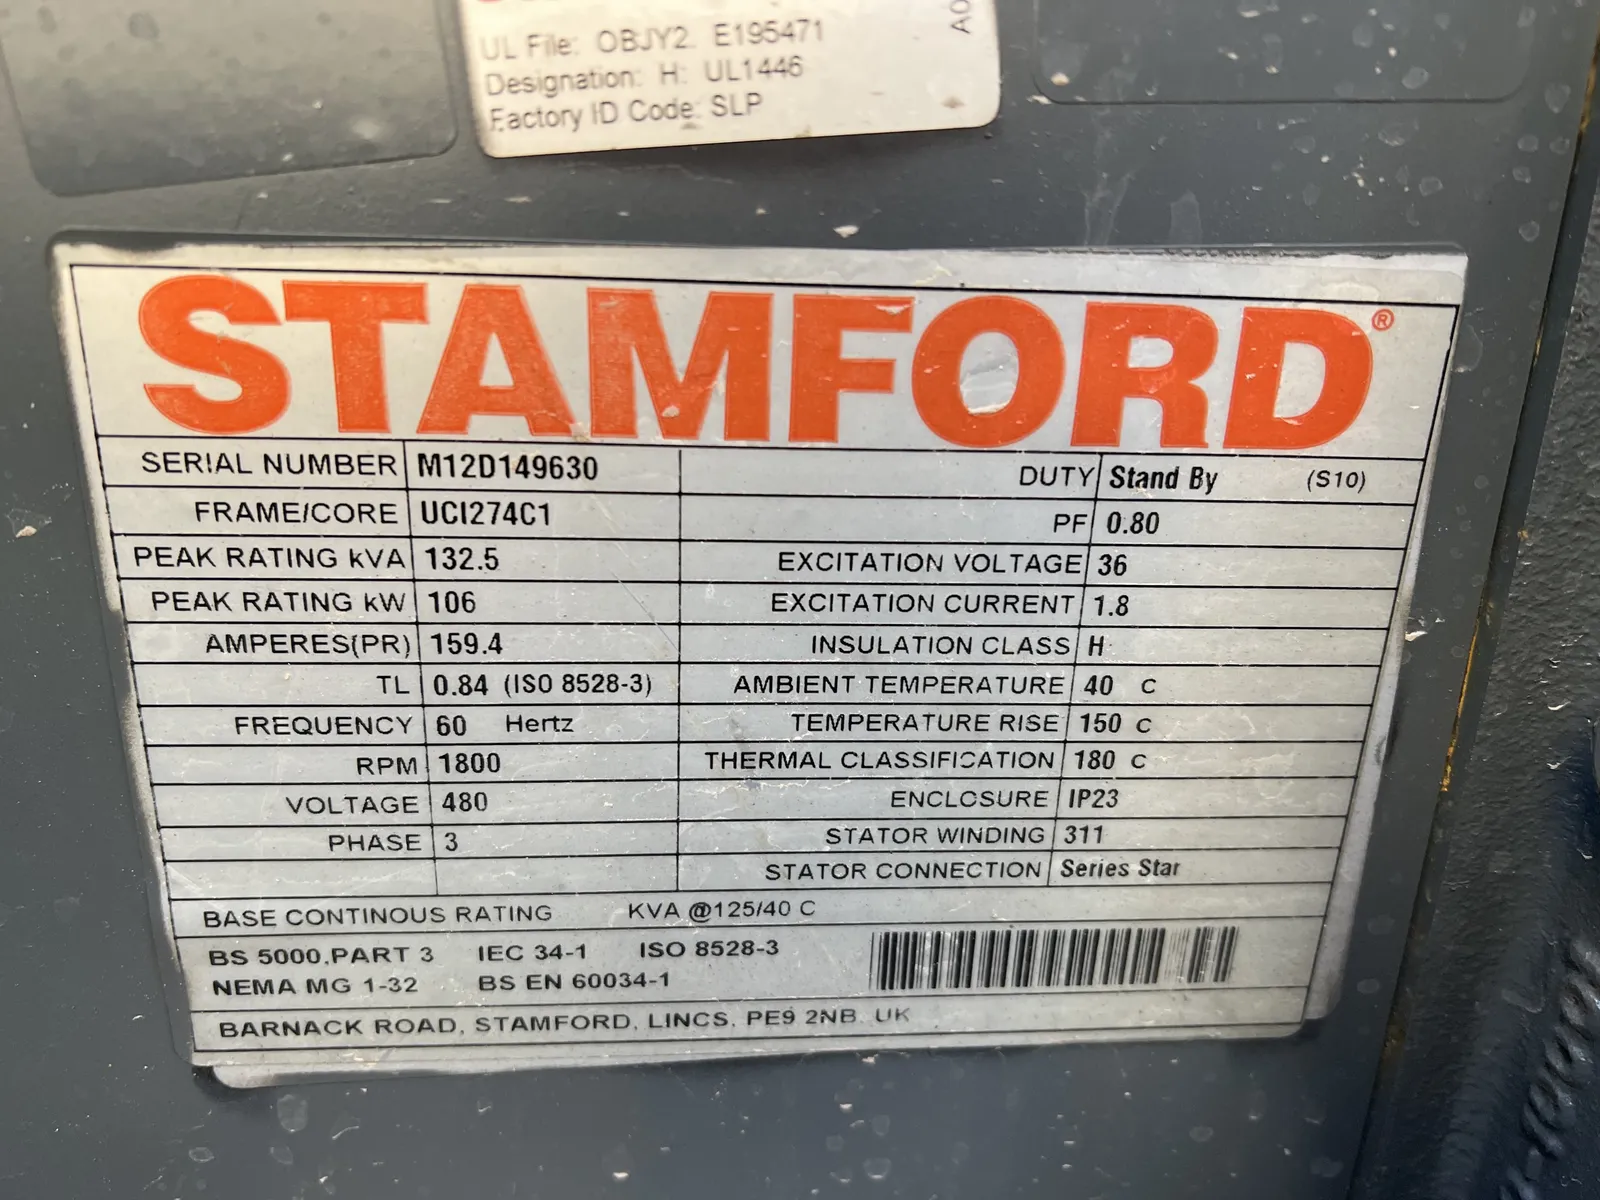 UL File: OBJY2 E195471
Designation: H: UL1446
Factory ID Code: SLP
A0
STAMFORD®
SERIAL NUMBER M12D149630 DUTY Stand By (S10)
FRAME/CORE UCI274C1 PF 0.80
PEAK RATING kVA 132.5 EXCITATION VOLTAGE 36
PEAK RATING kW 106 EXCITATION CURRENT 1.8
AMPERES(PR) 159.4 INSULATION CLASS H
TL 0.84 (ISO 8528-3) AMBIENT TEMPERATURE 40 C
FREQUENCY 60 Hertz TEMPERATURE RISE 150 C
RPM 1800 THERMAL CLASSIFICATION 180 C
VOLTAGE 480 ENCLOSURE IP23
PHASE 3 STATOR WINDING 311
STATOR CONNECTION Series Star
BASE CONTINOUS RATING KVA @125/40 C
BS 5000,PART 3 IEC 34-1 ISO 8528-3
NEMA MG 1-32 BS EN 60034-1
BARNACK ROAD, STAMFORD, LINCS, PE9 2NB. UK